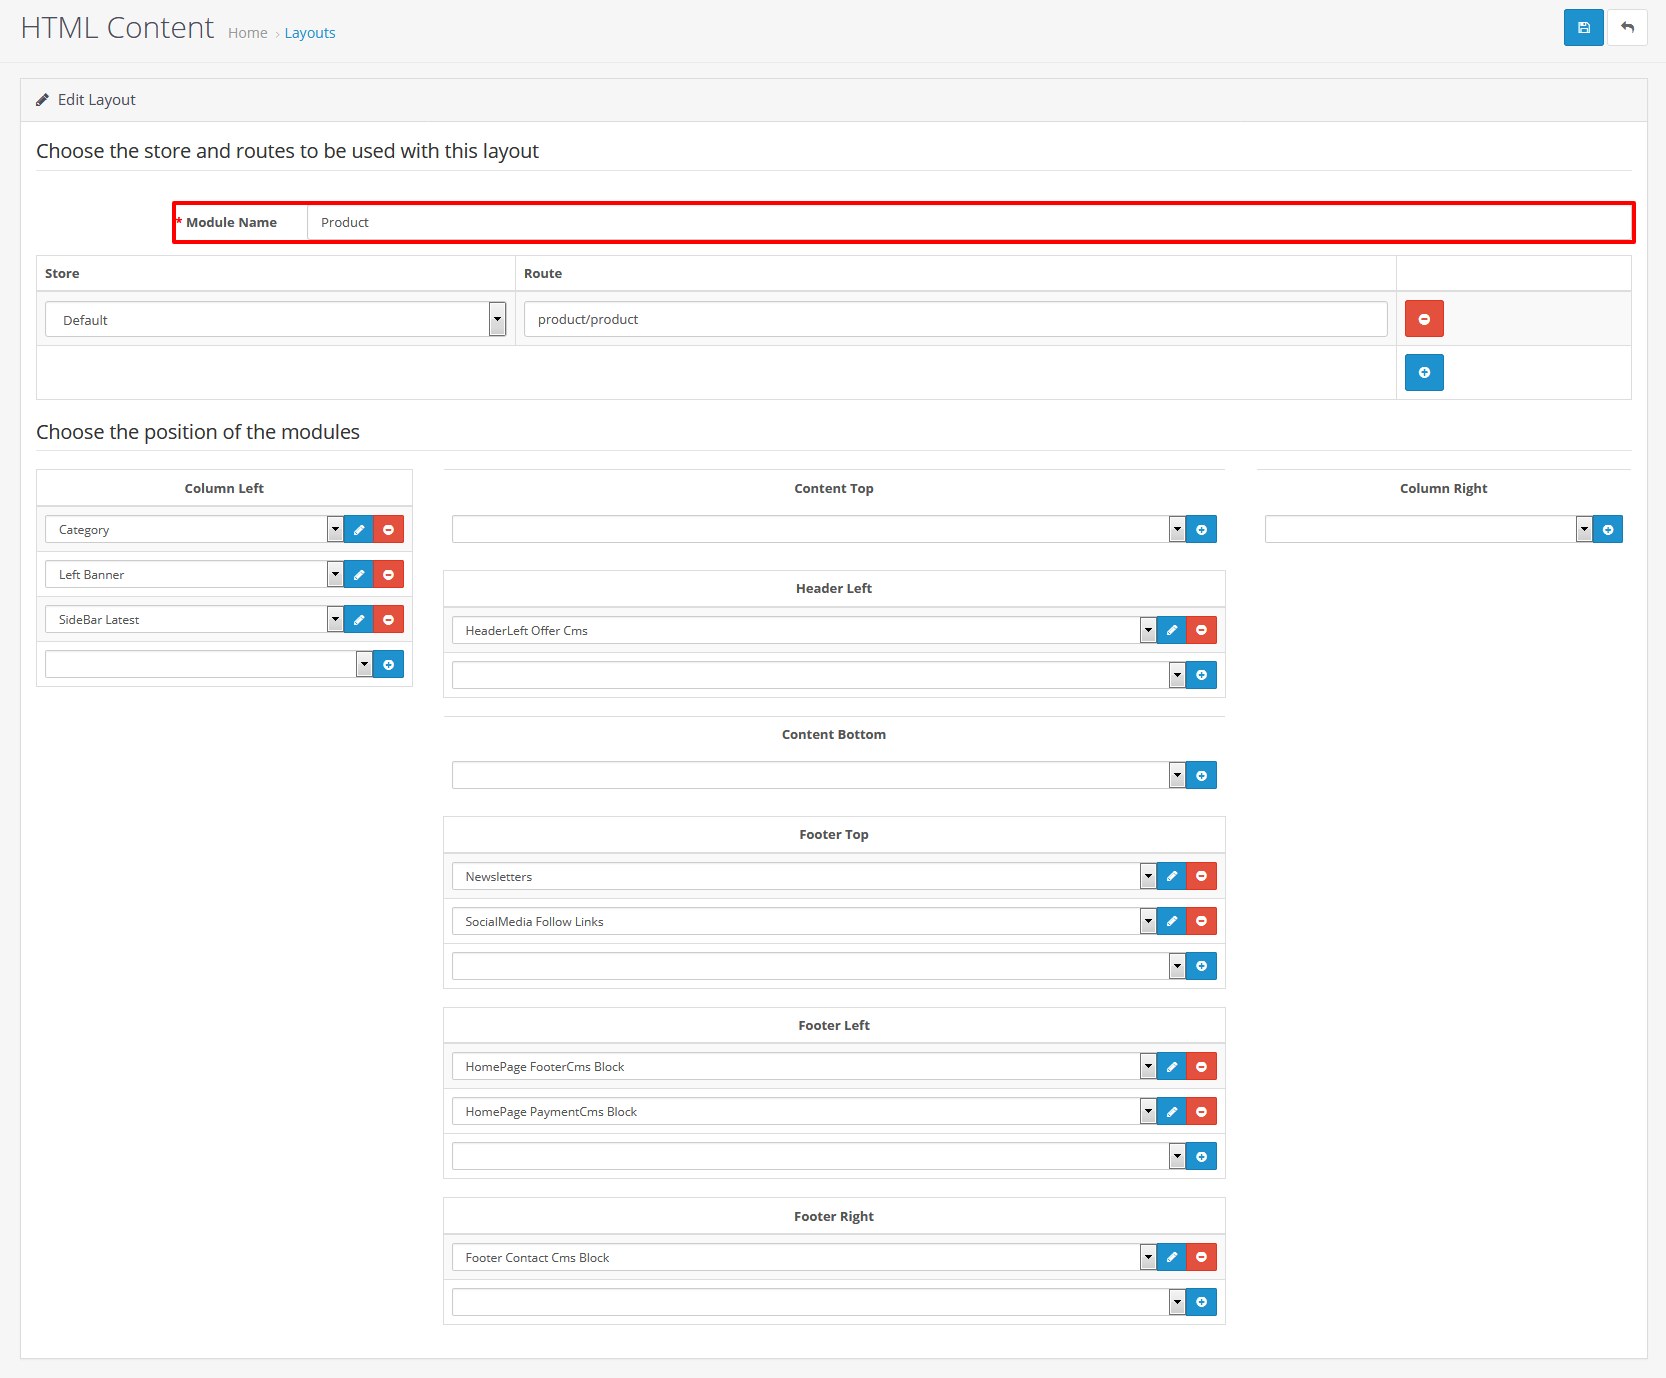 HTML Content Home › Layouts
Edit Layout
Choose the store and routes to be used with this layout
* Module Name Product
Store Route
Default product/product
Choose the position of the modules
Column Left
Category
Left Banner
SideBar Latest
Content Top
Header Left
HeaderLeft Offer Cms
Content Bottom
Footer Top
Newsletters
SocialMedia Follow Links
Footer Left
HomePage FooterCms Block
HomePage PaymentCms Block
Footer Right
Footer Contact Cms Block
Column Right